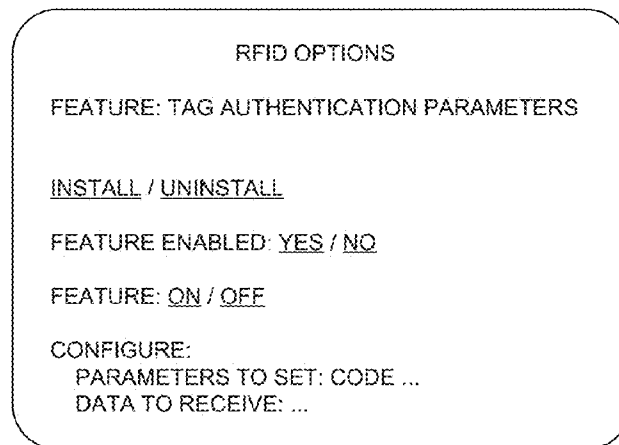 RFID OPTIONS
FEATURE: TAG AUTHENTICATION PARAMETERS
INSTALL / UNINSTALL
FEATURE ENABLED: YES / NO
FEATURE: ON / OFF
CONFIGURE:
PARAMETERS TO SET: CODE ...
DATA TO RECEIVE: ...